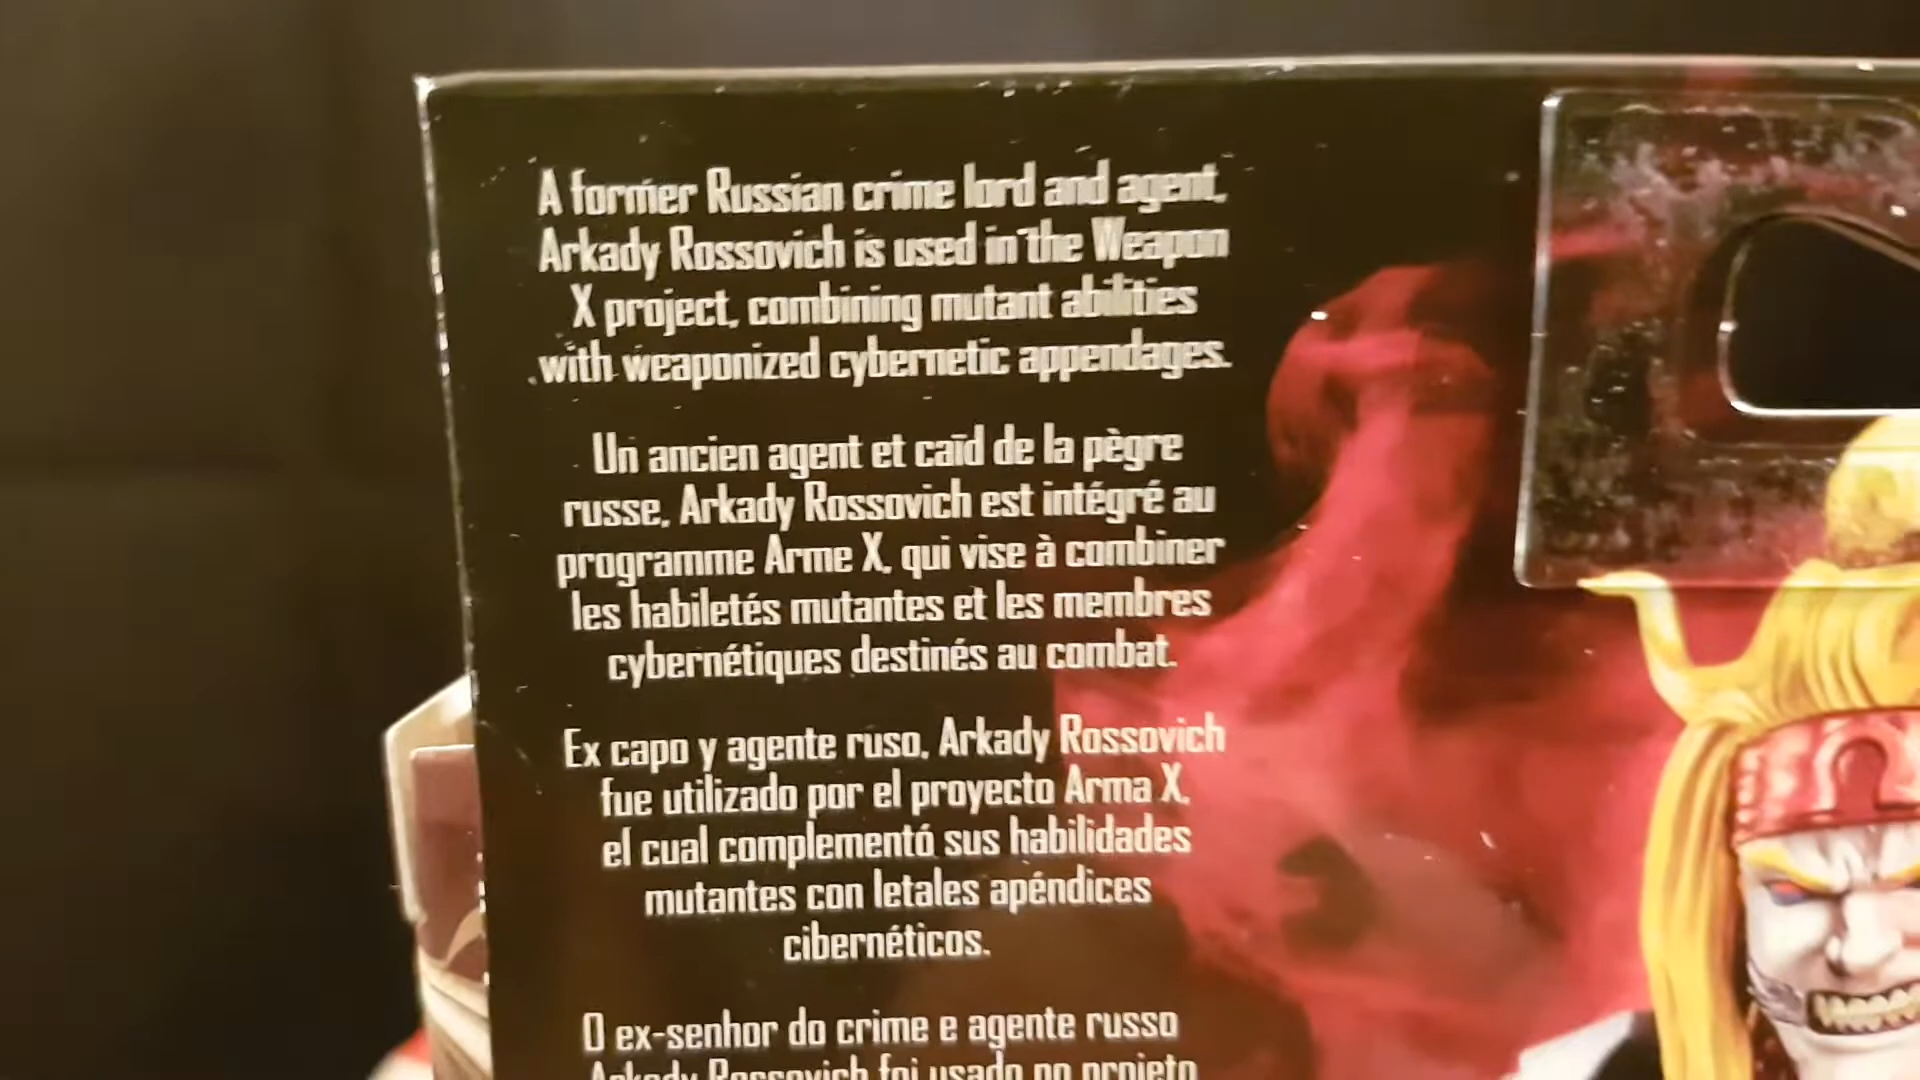 A former Russian crime lord and agent,
Arkady Rossovich is used in the Weapon
X project, combining mutant abilities
with weaponized cybernetic appendages.
Un ancien agent et caïd de la pègre
russe, Arkady Rossovich est intégré au
programme Arme X, qui vise à combiner
les habiletés mutantes et les membres
cybernétiques destinés au combat.
Ex capo y agente ruso, Arkady Rossovich
fue utilizado por el proyecto Arma X,
el cual complementó sus habilidades
mutantes con letales apéndices
cibernéticos.
O ex-senhor do crime e agente russo
Arkady Rossovich foi usado no projeto